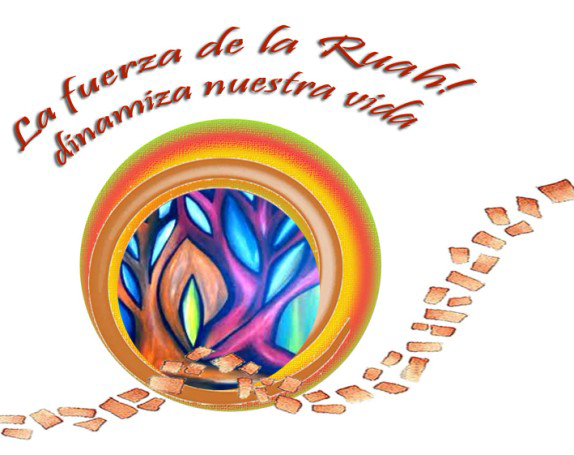 La fuerza de la Ruah!
dinamiza nuestra vida